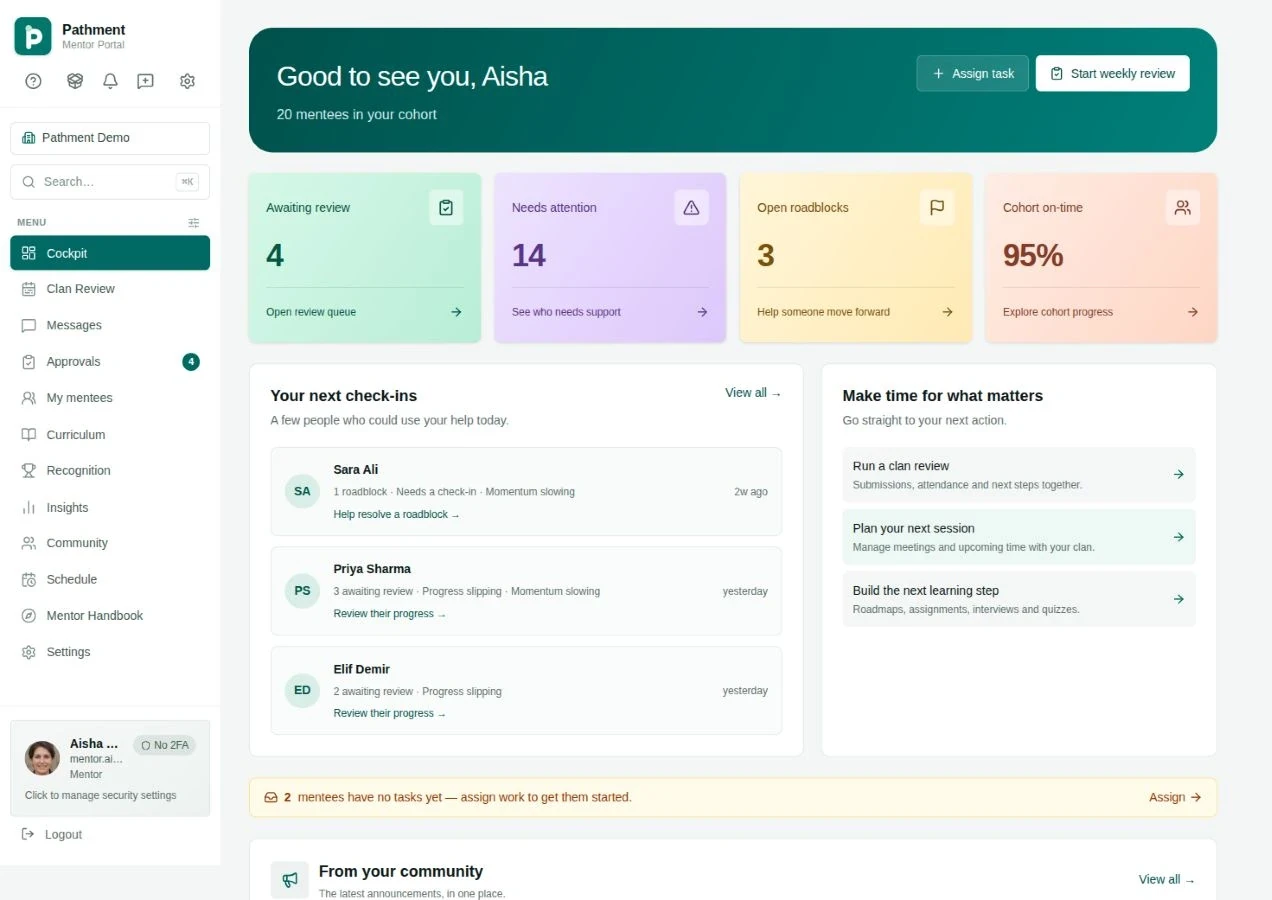 Pathment
Mentor Portal
Pathment Demo
Search…
⌘K
MENU
Cockpit
Clan Review
Messages
Approvals
4
My mentees
Curriculum
Recognition
Insights
Community
Schedule
Mentor Handbook
Settings
Aisha ...
No 2FA
mentor.ai...
Mentor
Click to manage security settings
Logout
Good to see you, Aisha
20 mentees in your cohort
Assign task
Start weekly review
Awaiting review
4
Open review queue
Needs attention
14
See who needs support
Open roadblocks
3
Help someone move forward
Cohort on-time
95%
Explore cohort progress
Your next check-ins
View all →
A few people who could use your help today.
SA
Sara Ali
1 roadblock · Needs a check-in · Momentum slowing
2w ago
Help resolve a roadblock →
PS
Priya Sharma
3 awaiting review · Progress slipping · Momentum slowing
yesterday
Review their progress →
ED
Elif Demir
2 awaiting review · Progress slipping
yesterday
Review their progress →
Make time for what matters
Go straight to your next action.
Run a clan review
Submissions, attendance and next steps together.
Plan your next session
Manage meetings and upcoming time with your clan.
Build the next learning step
Roadmaps, assignments, interviews and quizzes.
2 mentees have no tasks yet — assign work to get them started.
Assign
From your community
The latest announcements, in one place.
View all →